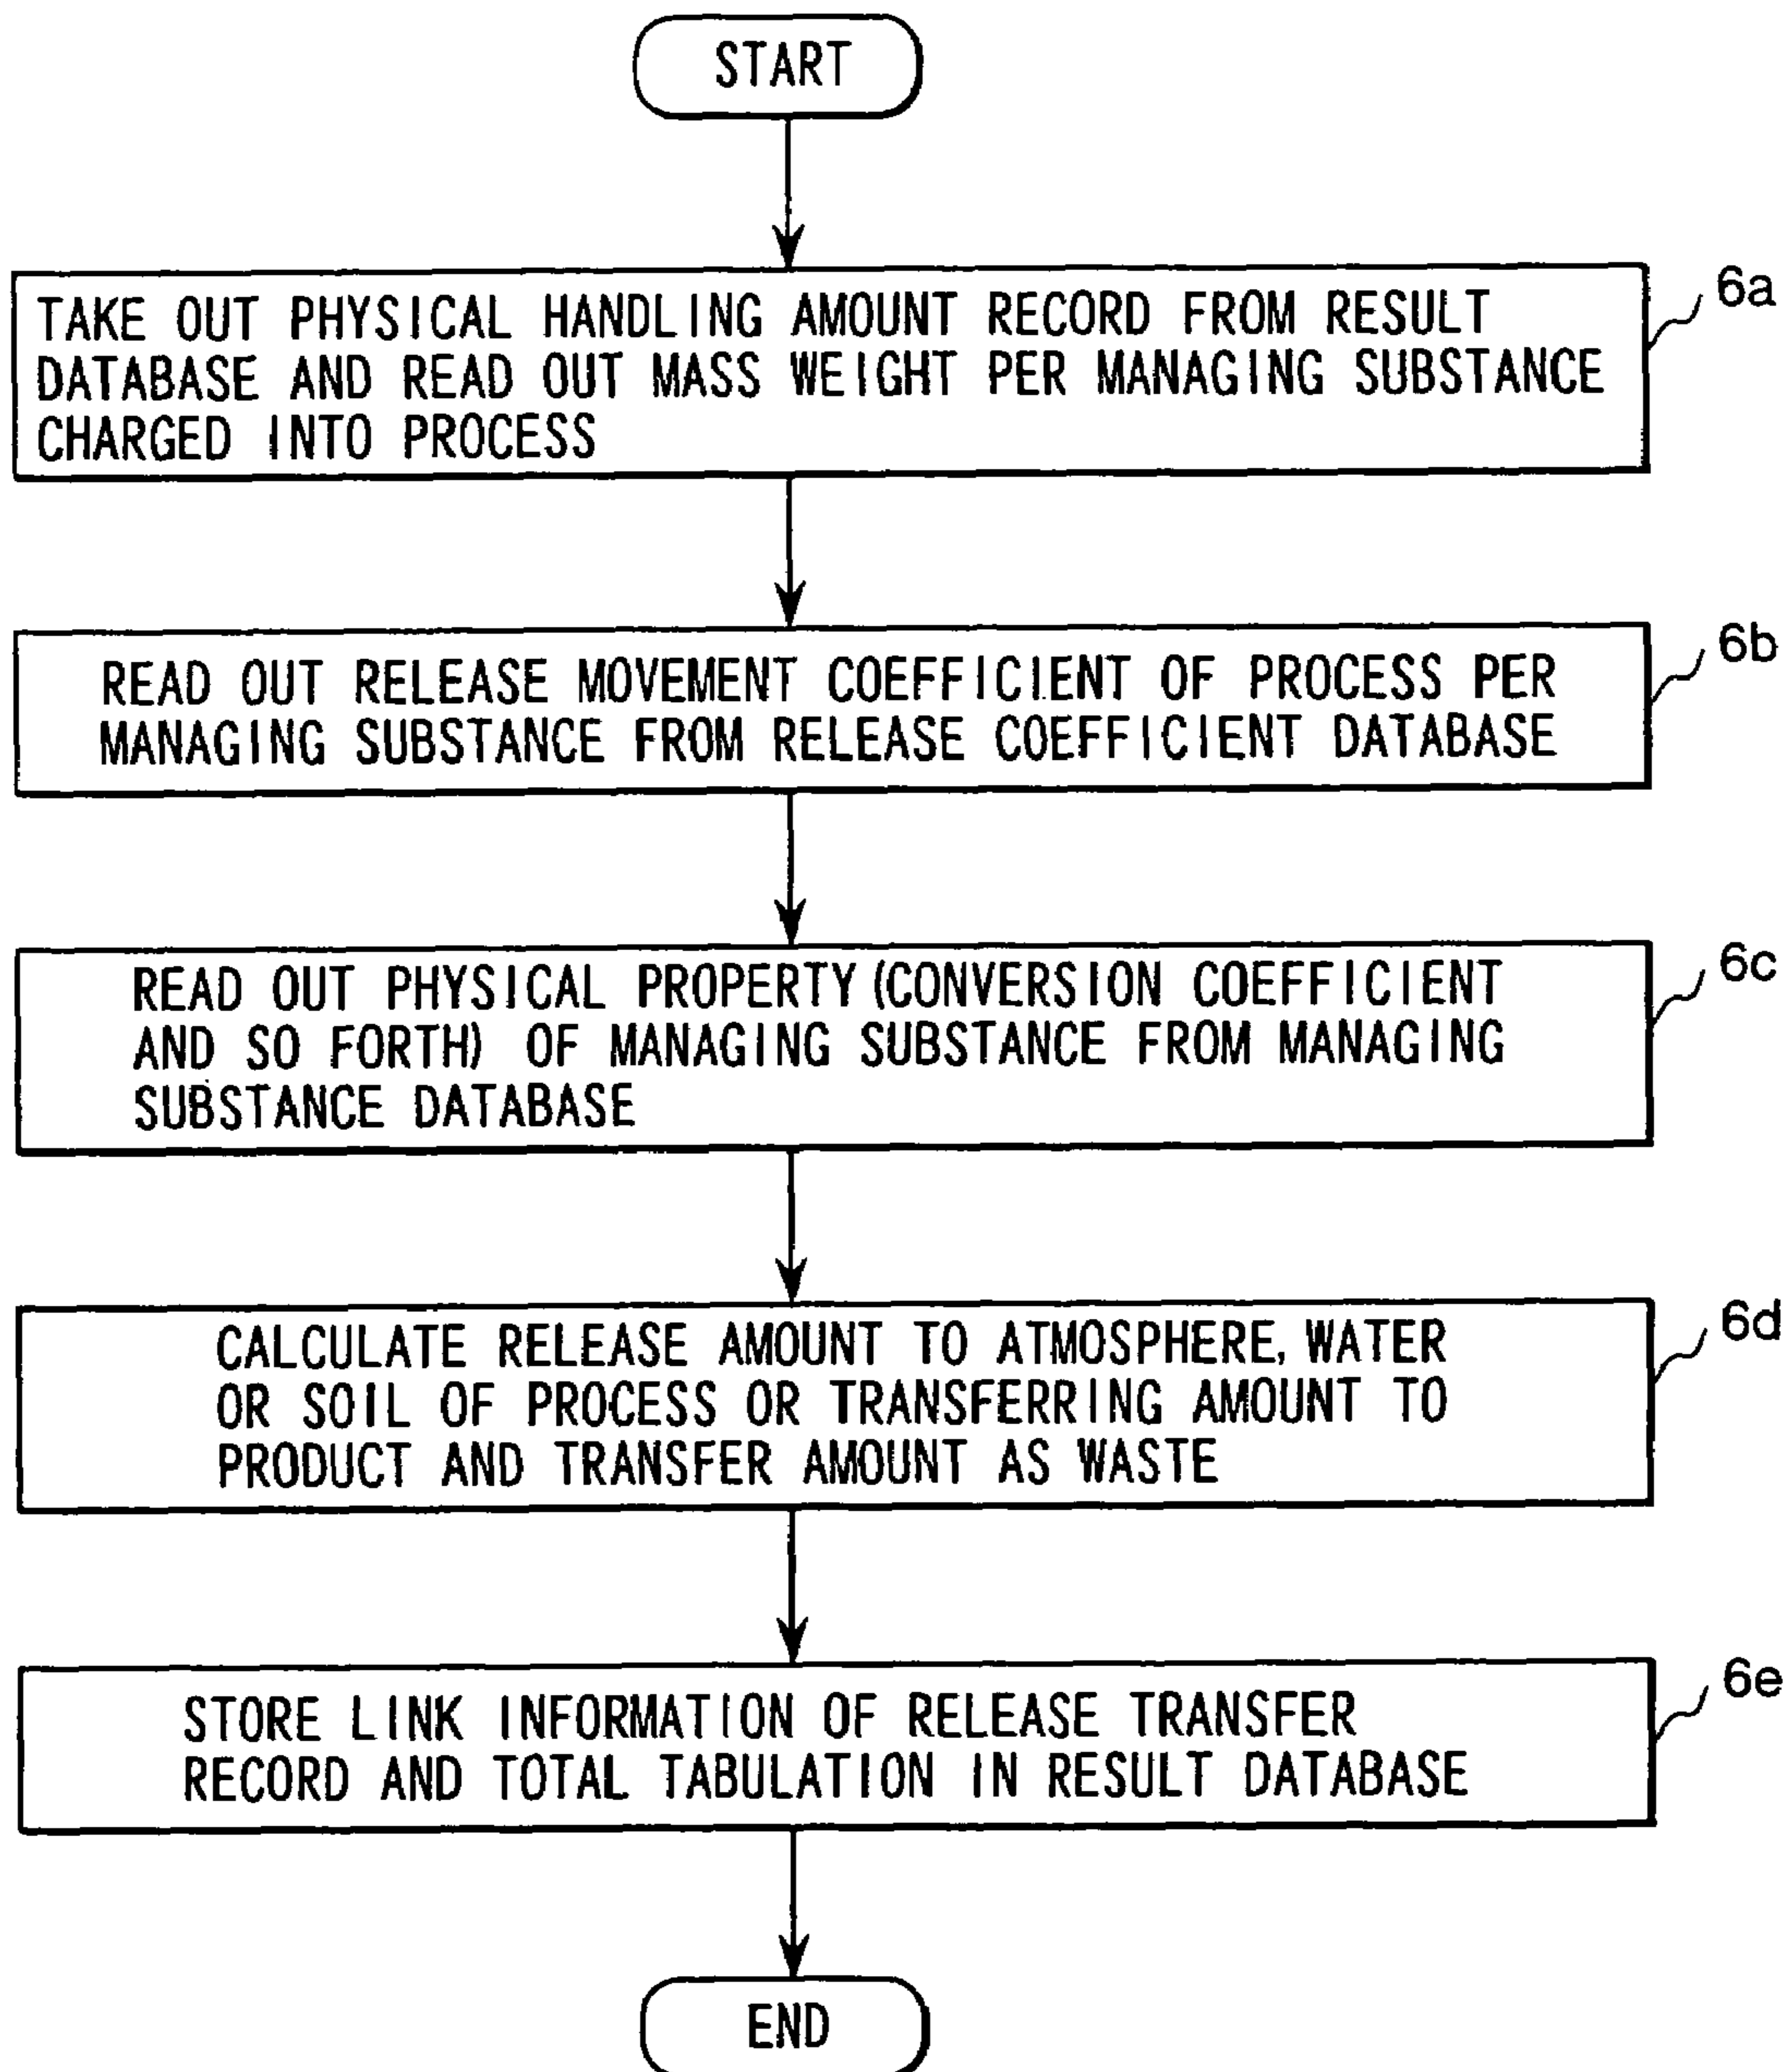 START
6a
TAKE OUT PHYSICAL HANDLING AMOUNT RECORD FROM RESULT
DATABASE AND READ OUT MASS WEIGHT PER MANAGING SUBSTANCE
CHARGED INTO PROCESS
6b
READ OUT RELEASE MOVEMENT COEFFICIENT OF PROCESS PER
MANAGING SUBSTANCE FROM RELEASE COEFFICIENT DATABASE
6c
READ OUT PHYSICAL PROPERTY (CONVERSION COEFFICIENT
AND SO FORTH) OF MANAGING SUBSTANCE FROM MANAGING
SUBSTANCE DATABASE
6d
CALCULATE RELEASE AMOUNT TO ATMOSPHERE, WATER
OR SOIL OF PROCESS OR TRANSFERRING AMOUNT TO
PRODUCT AND TRANSFER AMOUNT AS WASTE
6e
STORE LINK INFORMATION OF RELEASE TRANSFER
RECORD AND TOTAL TABULATION IN RESULT DATABASE
END